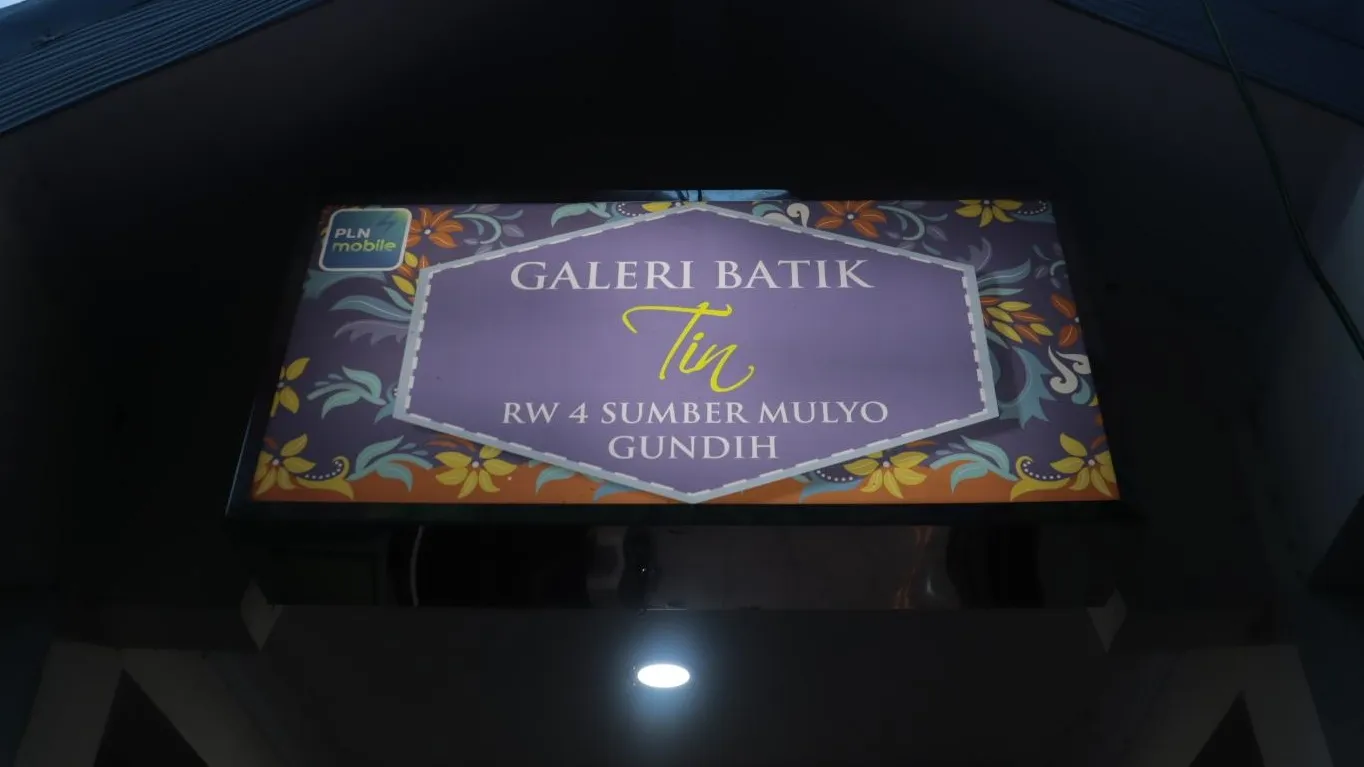 PLN
mobile
GALERI BATIK
Tin
RW 4 SUMBER MULYO
GUNDIH